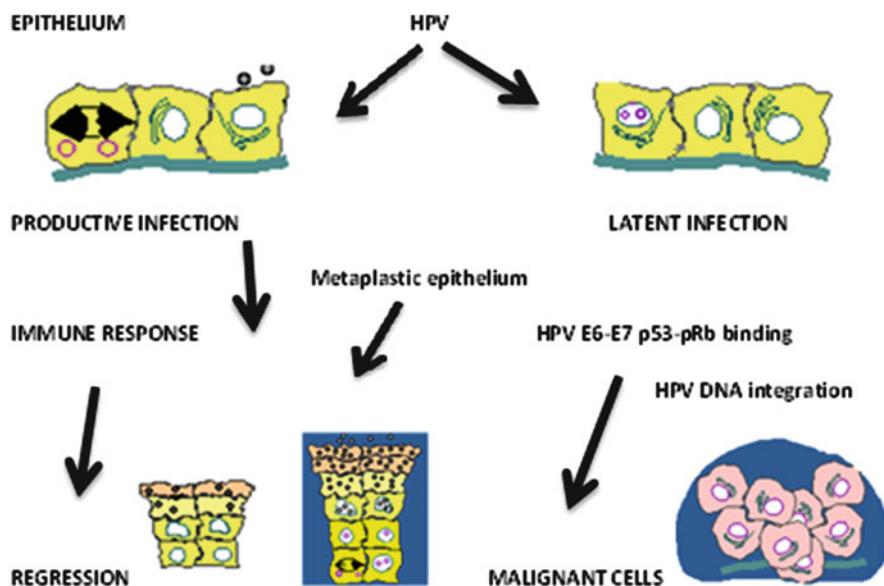 EPITHELIUM
HPV
PRODUCTIVE INFECTION
LATENT INFECTION
Metaplastic epithelium
IMMUNE RESPONSE
HPV E6-E7 p53-pRb binding
HPV DNA integration
REGRESSION
MALIGNANT CELLS